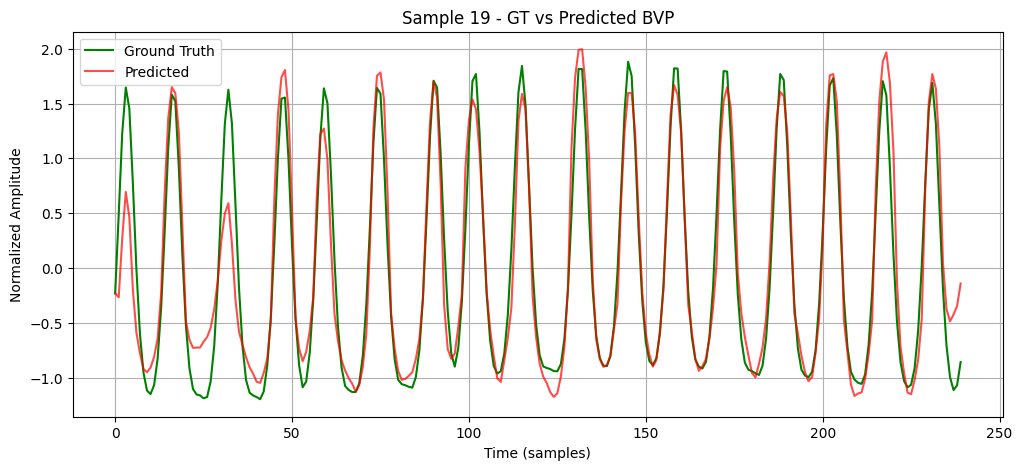 Sample 19 - GT vs Predicted BVP
Ground Truth
Predicted
Normalized Amplitude
2.0
1.5
1.0
0.5
0.0
−0.5
−1.0
0
50
100
150
200
250
Time (samples)